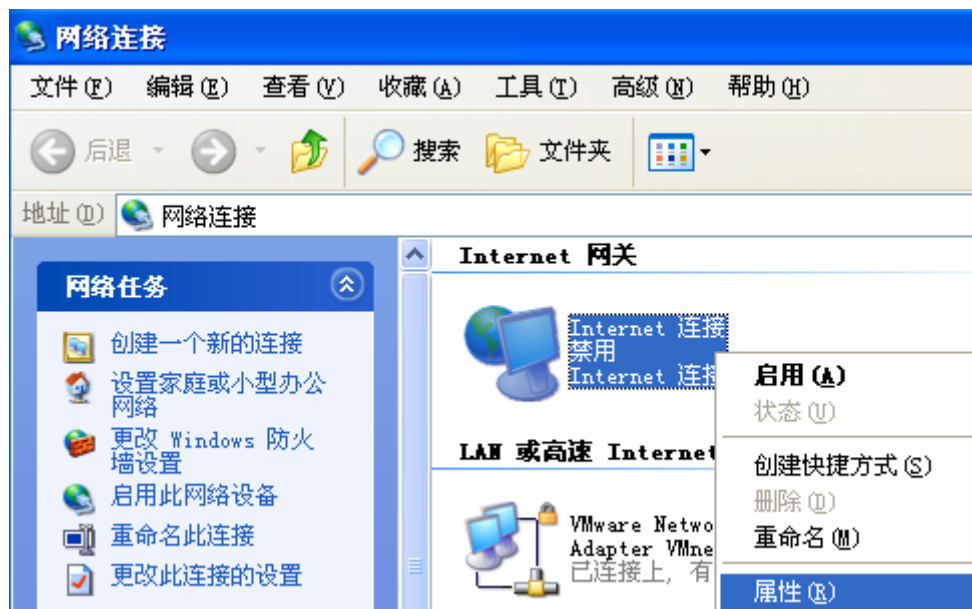 网络连接
文件(F) 编辑(E) 查看(V) 收藏(A) 工具(T) 高级(N) 帮助(H)
后退 搜索 文件夹
地址(D) 网络连接
网络任务
创建一个新的连接
设置家庭或小型办公
网络
更改 Windows 防火
墙设置
启用此网络设备
重命名此连接
更改此连接的设置
Internet 网关
Internet 连接
禁用
Internet 连接
LAN 或高速 Internet
VMware Netwo
Adapter VMne
已连接上, 有
启用(A)
状态(U)
创建快捷方式(S)
删除(D)
重命名(M)
属性(R)